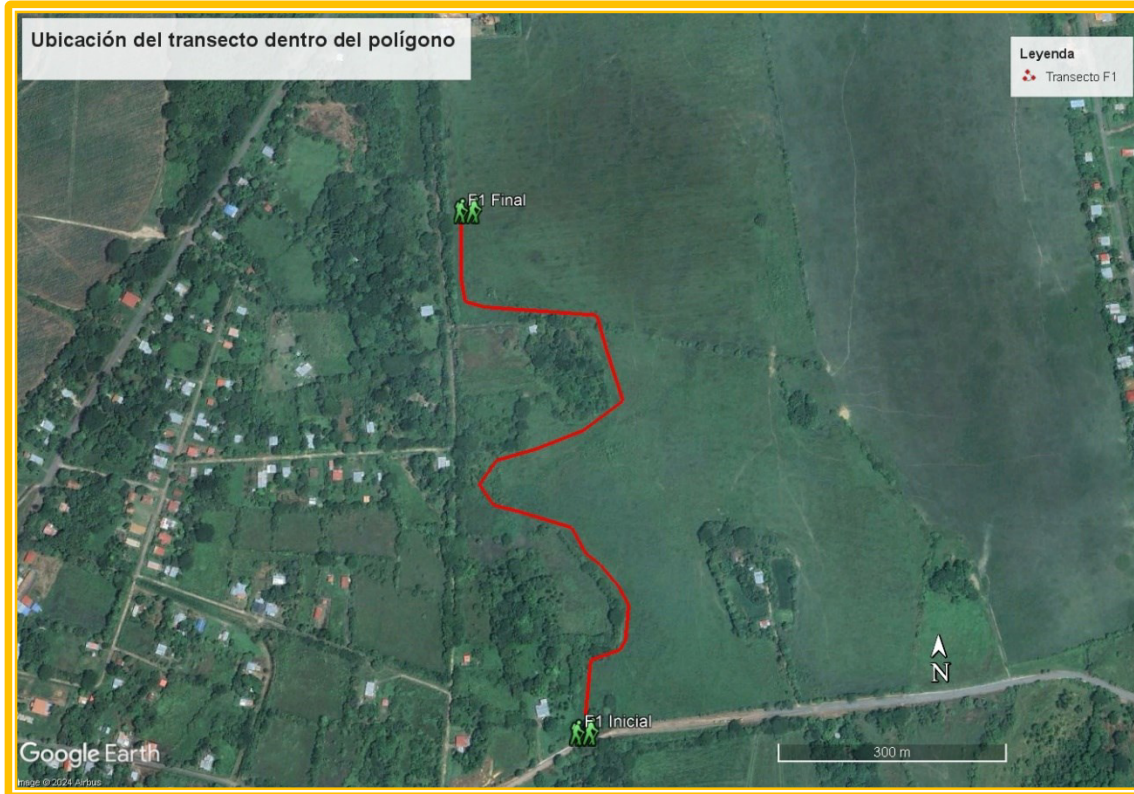 Ubicación del transecto dentro del polígono
Leyenda
Transecto F1
F1 Final
F1 Inicial
N
300 m
Google Earth
Image © 2024 Airbus